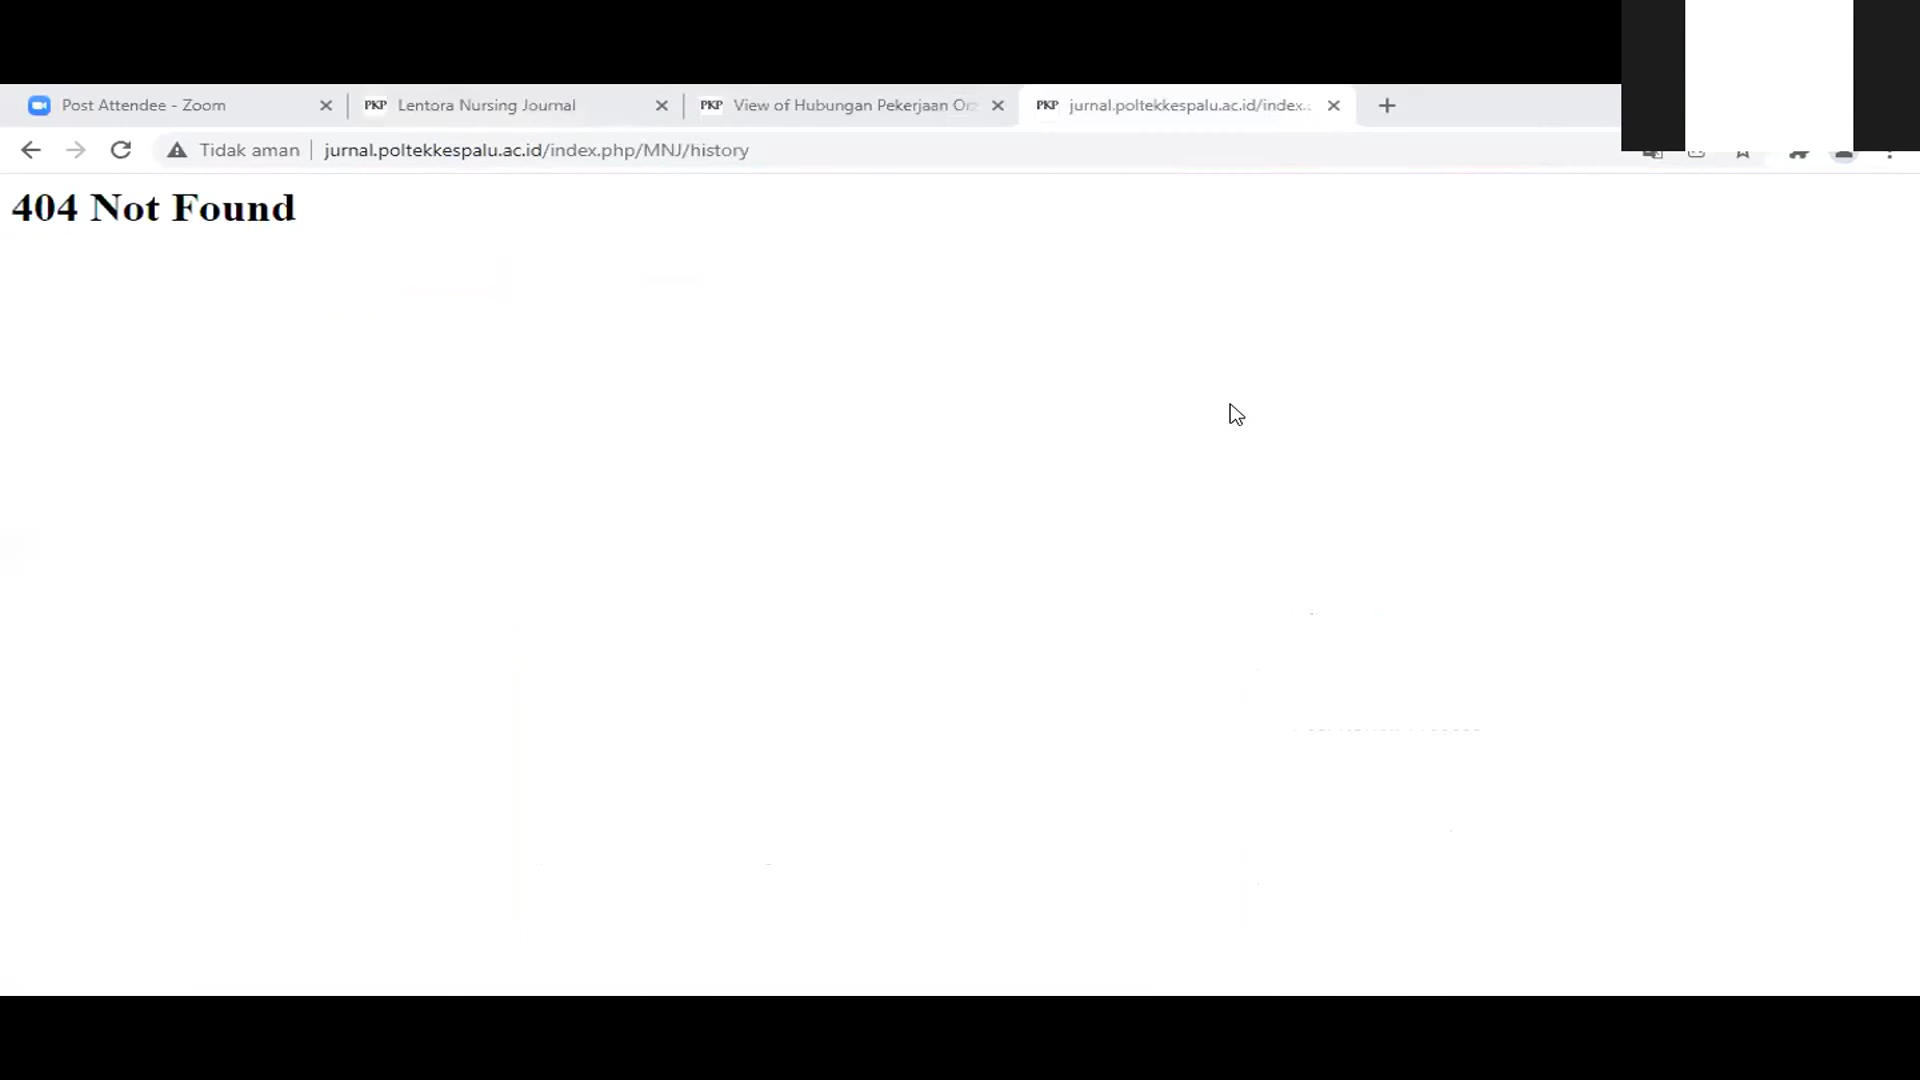 Post Attendee - Zoom
PKP Lentora Nursing Journal
PKP View of Hubungan Pekerjaan Or
PKP jurnal.poltekkespalu.ac.id/index.
Tidak aman jurnal.poltekkespalu.ac.id/index.php/MNJ/history
404 Not Found